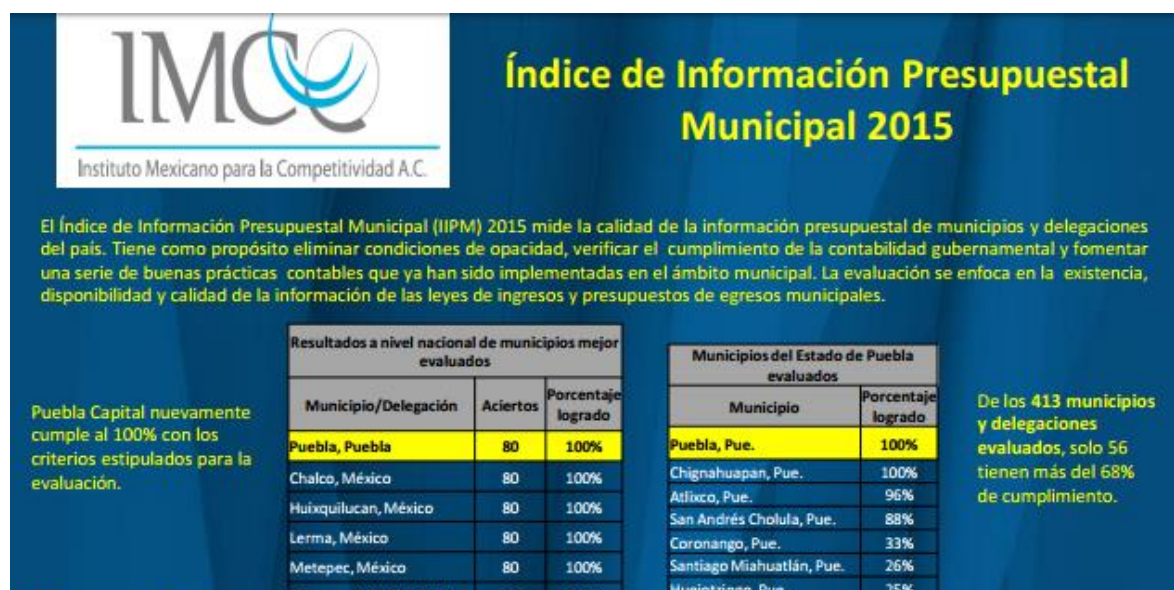 IMCO
Instituto Mexicano para la Competitividad A.C.
Índice de Información Presupuestal
Municipal 2015
El Índice de Información Presupuestal Municipal (IIPM) 2015 mide la calidad de la información presupuestal de municipios y delegaciones
del país. Tiene como propósito eliminar condiciones de opacidad, verificar el cumplimiento de la contabilidad gubernamental y fomentar
una serie de buenas prácticas contables que ya han sido implementadas en el ámbito municipal. La evaluación se enfoca en la existencia,
disponibilidad y calidad de la información de las leyes de ingresos y presupuestos de egresos municipales.
Puebla Capital nuevamente
cumple al 100% con los
criterios estipulados para la
evaluación.
Resultados a nivel nacional de municipios mejor
evaluados
Municipio/Delegación Aciertos Porcentaje
logrado
Puebla, Puebla 80 100%
Chalco, México 80 100%
Huixquilucan, México 80 100%
Lerma, México 80 100%
Metepec, México 80 100%
Municipios del Estado de Puebla
evaluados
Municipio Porcentaje
logrado
Puebla, Pue. 100%
Chignahuapan, Pue. 100%
Atlixco, Pue. 96%
San Andrés Cholula, Pue. 88%
Coronango, Pue. 33%
Santiago Miahuatlán, Pue. 26%
De los 413 municipios
y delegaciones
evaluados, solo 56
tienen más del 68%
de cumplimiento.